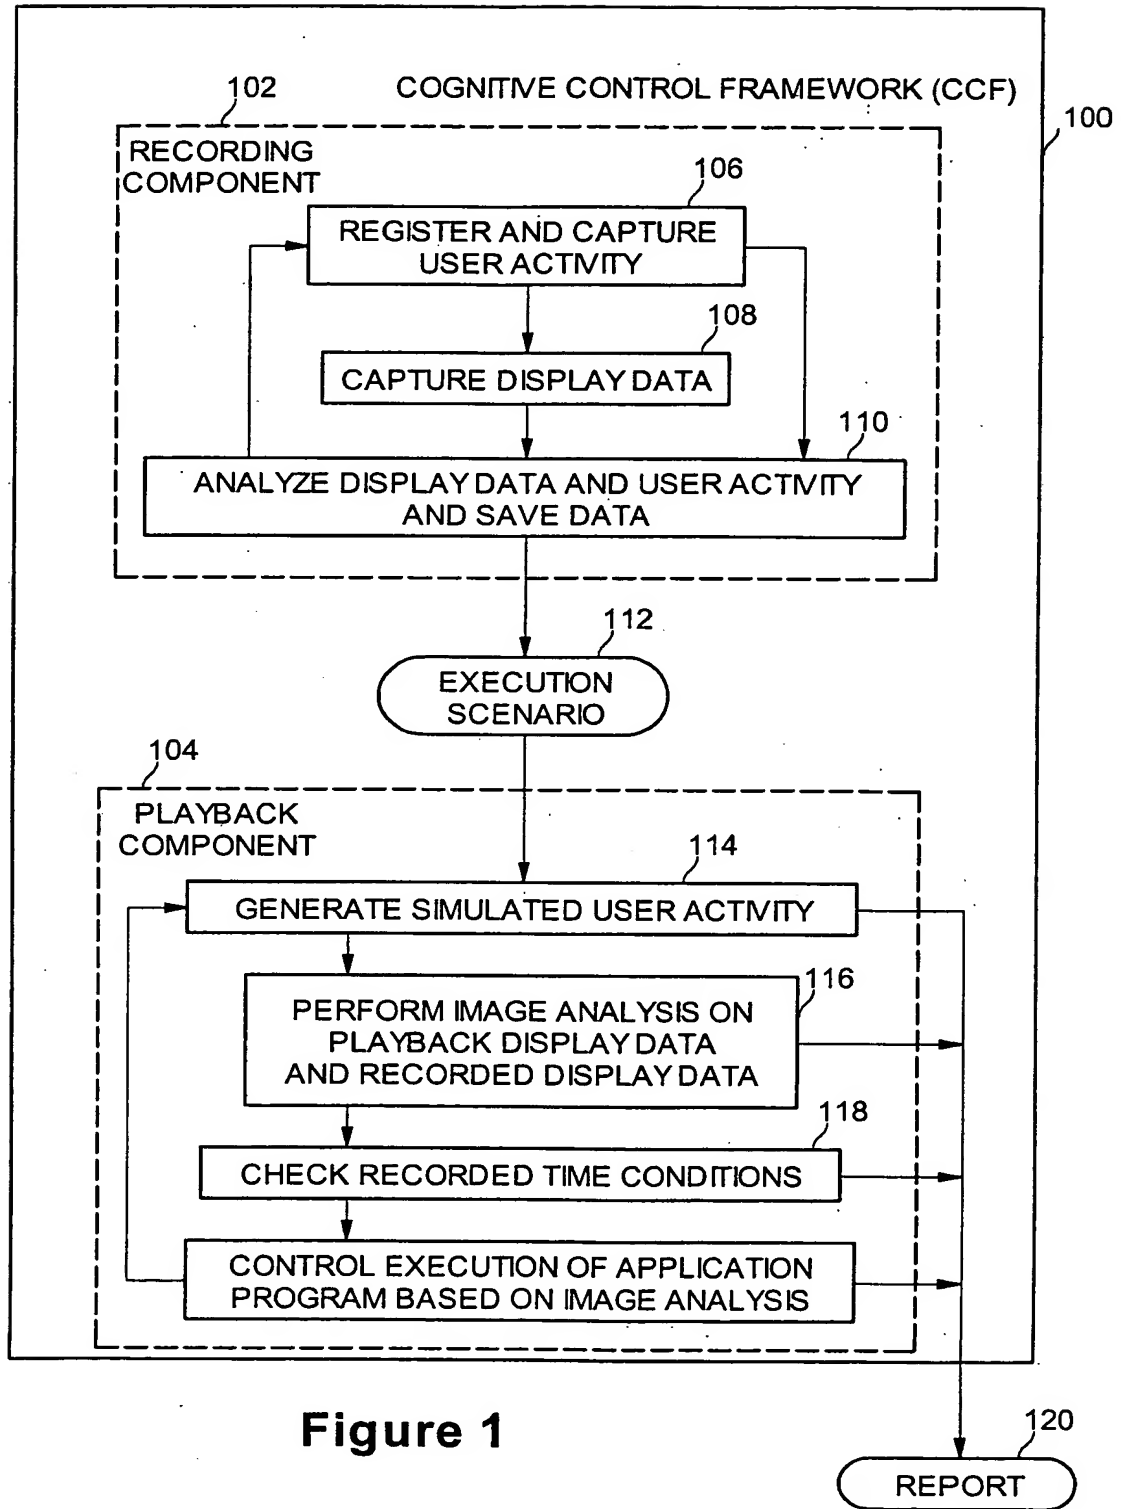 COGNITIVE CONTROL FRAMEWORK (CCF)
100
102
RECORDING
COMPONENT
106
REGISTER AND CAPTURE
USER ACTIVITY
108
CAPTURE DISPLAY DATA
110
ANALYZE DISPLAY DATA AND USER ACTIVITY
AND SAVE DATA
112
EXECUTION
SCENARIO
104
PLAYBACK
COMPONENT
114
GENERATE SIMULATED USER ACTIVITY
116
PERFORM IMAGE ANALYSIS ON
PLAYBACK DISPLAY DATA
AND RECORDED DISPLAY DATA
118
CHECK RECORDED TIME CONDITIONS
CONTROL EXECUTION OF APPLICATION
PROGRAM BASED ON IMAGE ANALYSIS
Figure 1
120
REPORT